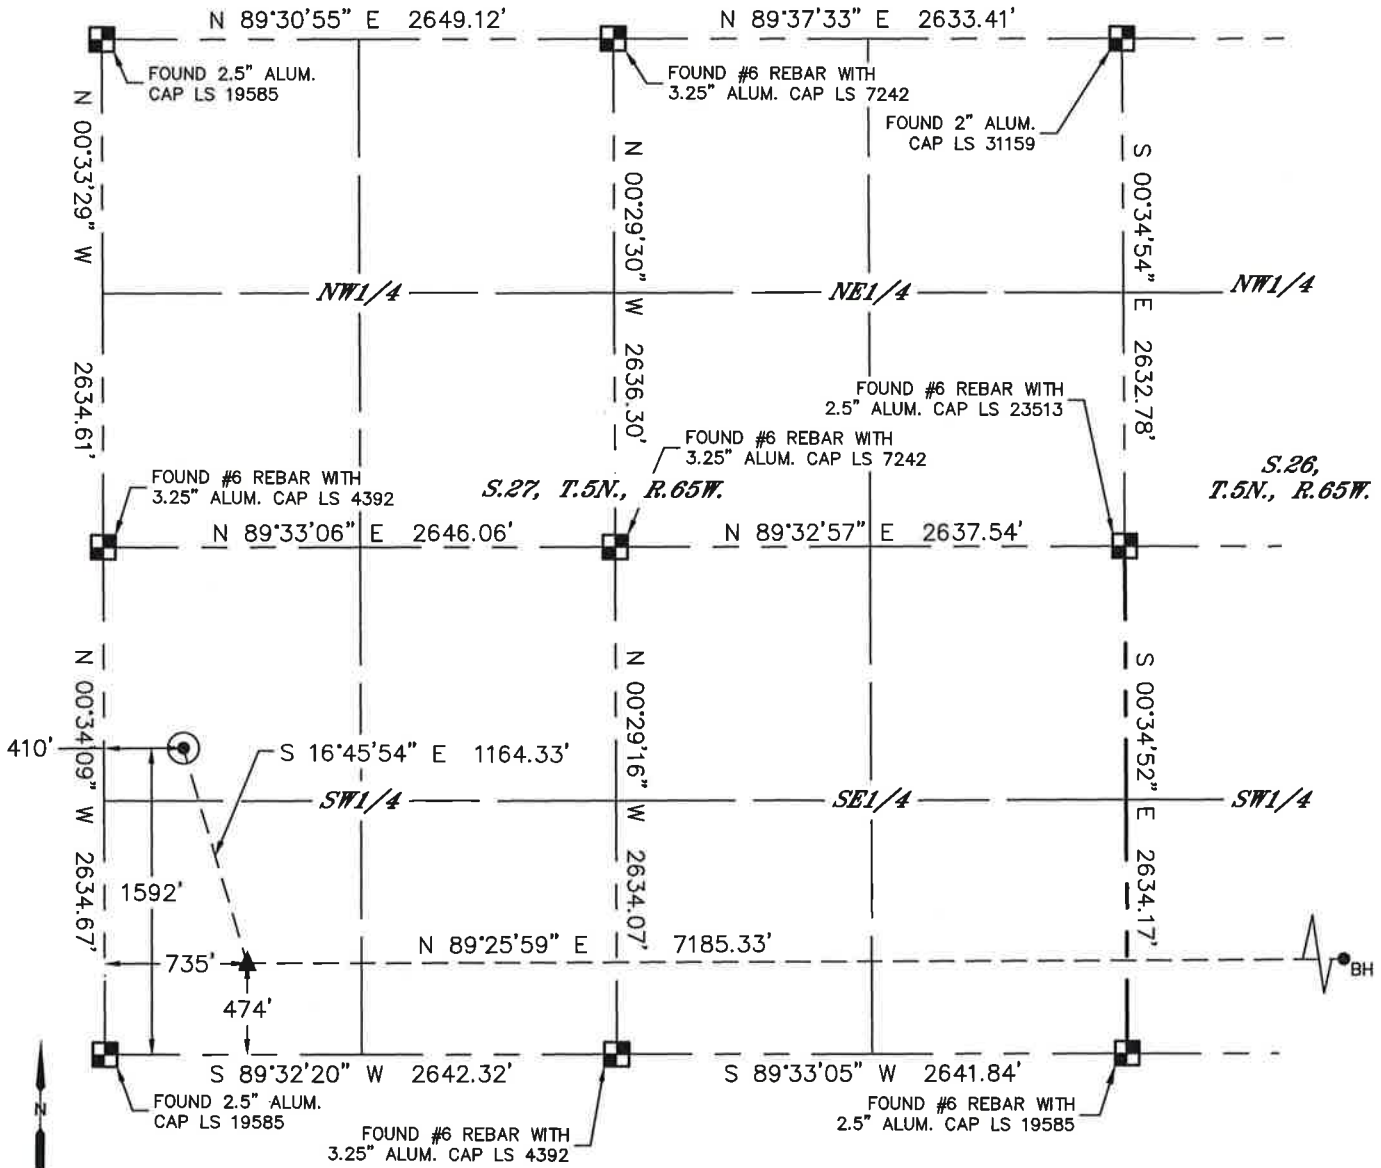 N 89°30'55" E 2649.12'
N 89°37'33" E 2633.41'
FOUND 2.5" ALUM.
CAP LS 19585
FOUND #6 REBAR WITH
3.25" ALUM. CAP LS 7242
FOUND 2" ALUM.
CAP LS 31159
N 00°33'29" W 2634.61'
N 00°29'30" W 2636.30'
S 00°34'54" E 2632.78'
NW1/4
NE1/4
NW1/4
FOUND #6 REBAR WITH
2.5" ALUM. CAP LS 23513
FOUND #6 REBAR WITH
3.25" ALUM. CAP LS 7242
FOUND #6 REBAR WITH
3.25" ALUM. CAP LS 4392
S.27, T.5N., R.65W.
S.26,
T.5N., R.65W.
N 89°33'06" E 2646.06'
N 89°32'57" E 2637.54'
N 00°34'09" W 2634.67'
N 00°29'16" W 2634.07'
S 00°34'52" E 2634.17'
410'
S 16°45'54" E 1164.33'
SW1/4
SE1/4
SW1/4
1592'
N 89°25'59" E 7185.33'
735'
BH
474'
N
S 89°32'20" W 2642.32'
S 89°33'05" W 2641.84'
FOUND 2.5" ALUM.
CAP LS 19585
FOUND #6 REBAR WITH
3.25" ALUM. CAP LS 4392
FOUND #6 REBAR WITH
2.5" ALUM. CAP LS 19585